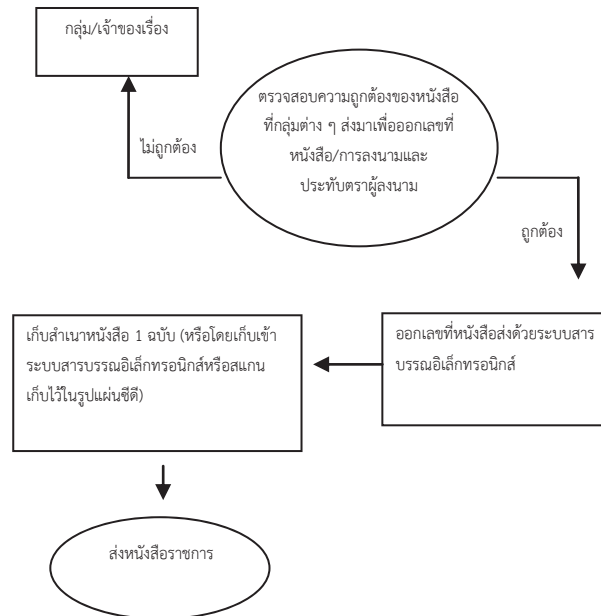 กลุ่ม/เจ้าของเรื่อง
ตรวจสอบความถูกต้องของหนังสือ
ที่กลุ่มต่าง ๆ ส่งมาเพื่อออกเลขที่
หนังสือ/การลงนามและ
ประทับตราผู้ลงนาม
ไม่ถูกต้อง
ถูกต้อง
ออกเลขที่หนังสือส่งด้วยระบบสาร
บรรณอิเล็กทรอนิกส์
เก็บสำเนาหนังสือ 1 ฉบับ (หรือโดยเก็บเข้า
ระบบสารบรรณอิเล็กทรอนิกส์หรือสแกน
เก็บไว้ในรูปแผ่นซีดี)
ส่งหนังสือราชการ